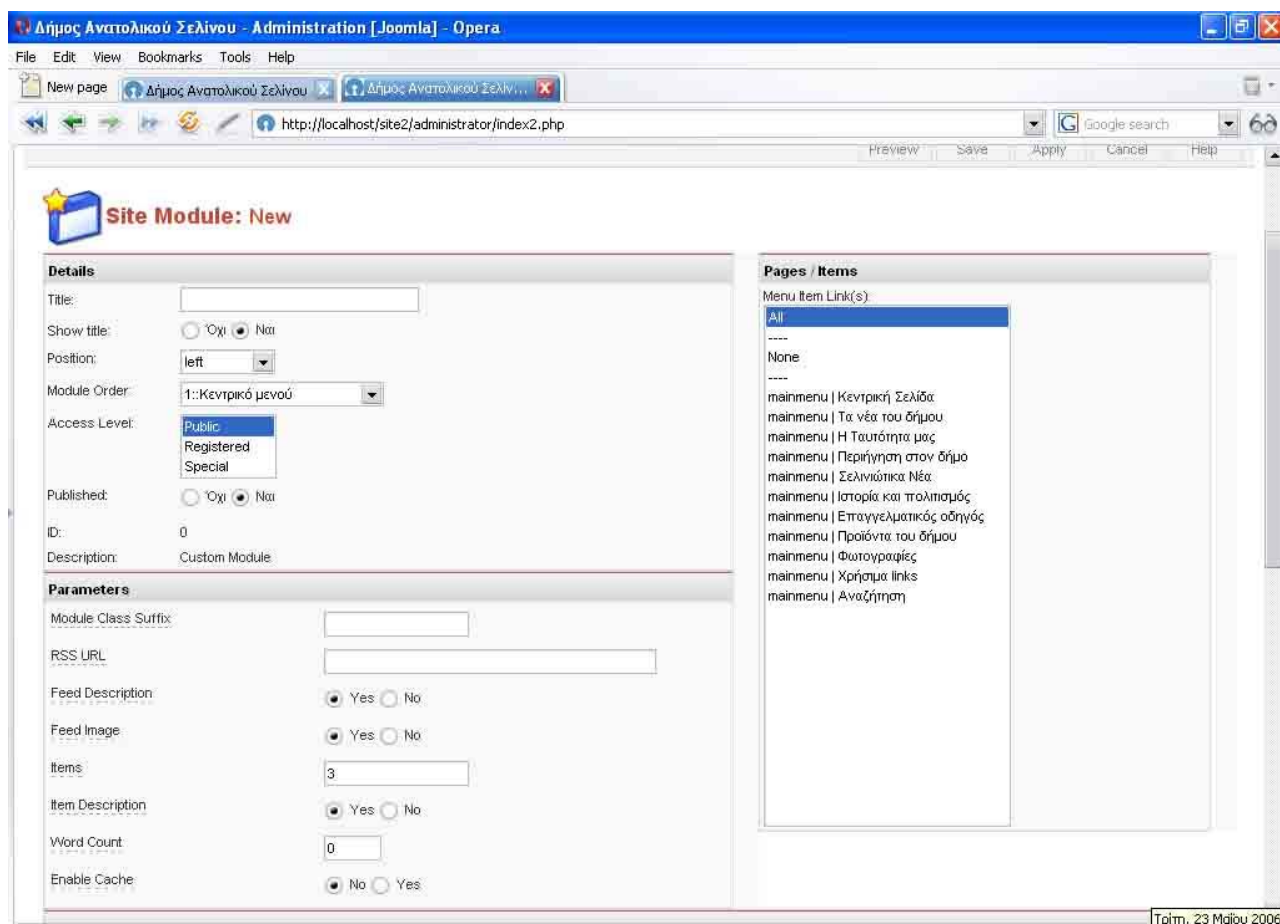 Δήμος Ανατολικού Σελίνου - Administration [Joomla] - Opera
File Edit View Bookmarks Tools Help
New page Δήμος Ανατολικού Σελίνου Δήμος Ανατολικού Σελιν...
http://localhost/site2/administrator/index2.php Google search
Preview Save Apply Cancel Help
Site Module: New
Details
Title:
Show title: Όχι Ναι
Position: left
Module Order: 1::Κεντρικό μενού
Access Level: Public
Registered
Special
Published: Όχι Ναι
ID: 0
Description: Custom Module
Parameters
Module Class Suffix
RSS URL
Feed Description Yes No
Feed Image Yes No
Items 3
Item Description Yes No
Word Count 0
Enable Cache No Yes
Pages / Items
Menu Item Link(s)
All
----
None
----
mainmenu | Κεντρική Σελίδα
mainmenu | Τα νέα του δήμου
mainmenu | Η Ταυτότητα μας
mainmenu | Περιήγηση στον δήμο
mainmenu | Σελινιώτικα Νέα
mainmenu | Ιστορία και πολιτισμός
mainmenu | Επαγγελματικός οδηγός
mainmenu | Προϊόντα του δήμου
mainmenu | Φωτογραφίες
mainmenu | Χρήσιμα links
mainmenu | Αναζήτηση
Τρίτη, 23 Μαΐου 2006